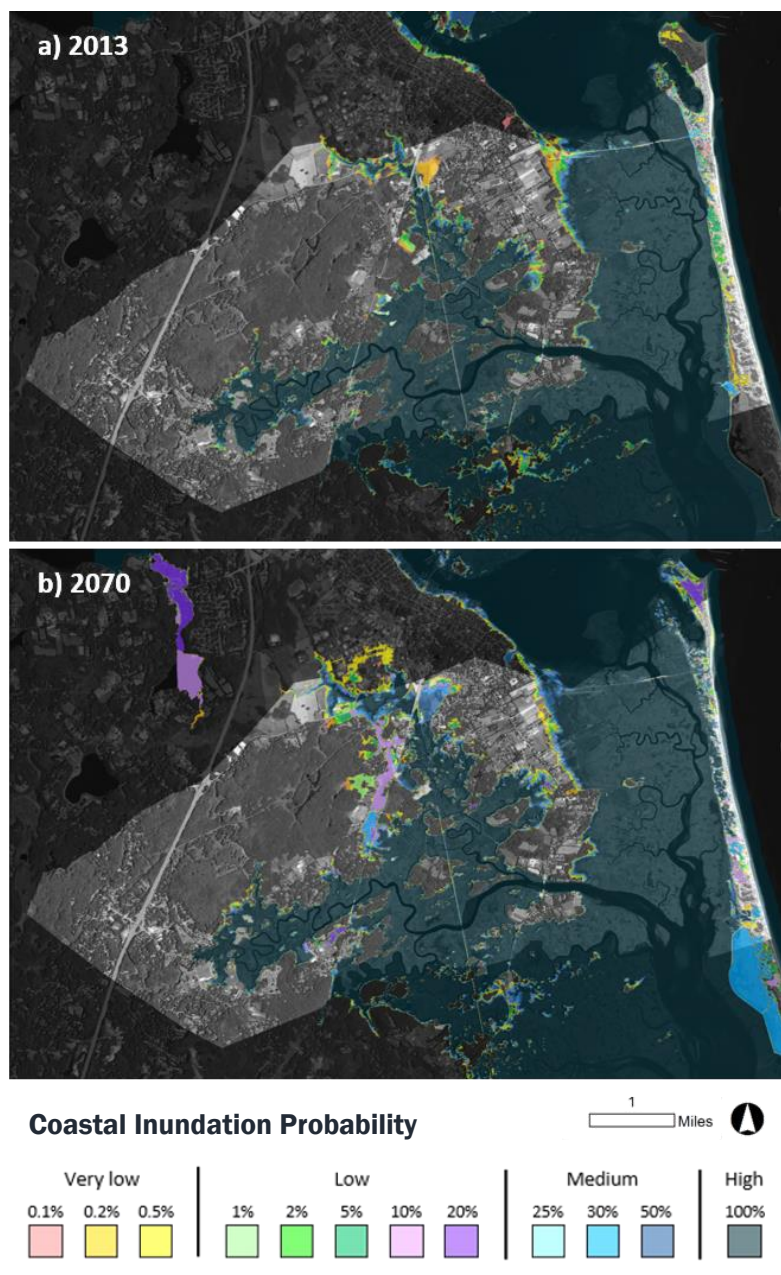 a) 2013
b) 2070
Coastal Inundation Probability
1
Miles
Very low
Low
Medium
High
0.1% 0.2% 0.5% 1% 2% 5% 10% 20% 25% 30% 50% 100%